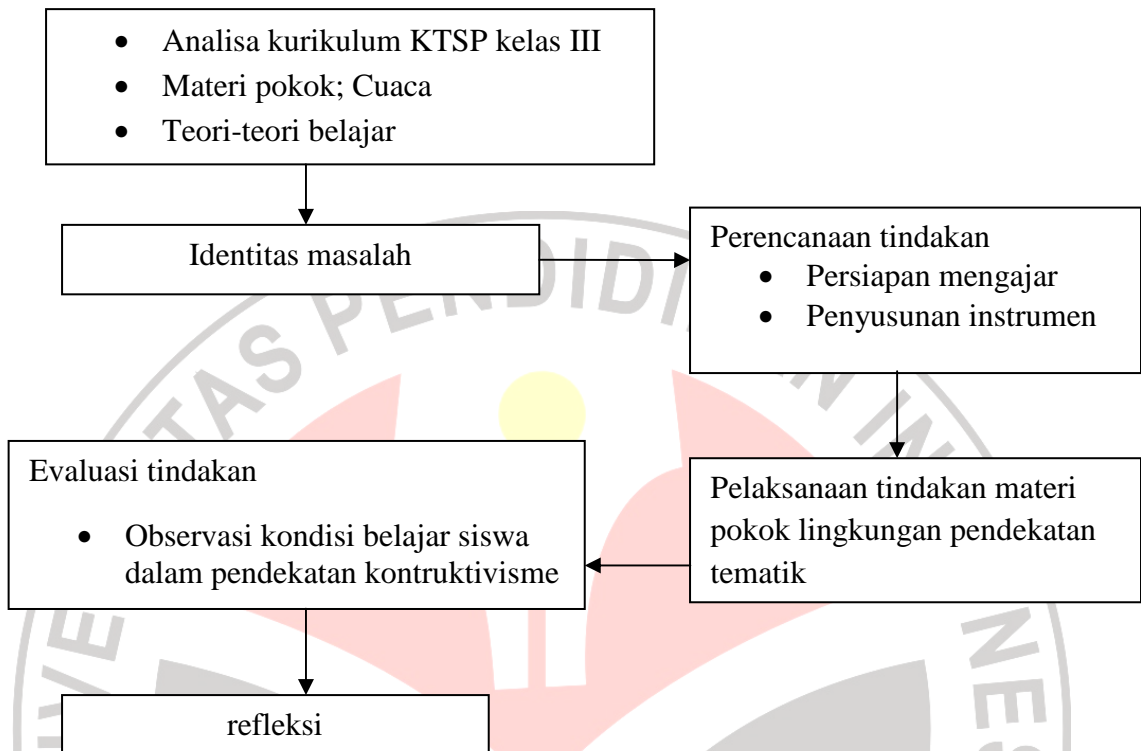 • Analisa kurikulum KTSP kelas III
• Materi pokok; Cuaca
• Teori-teori belajar
Identitas masalah
Perencanaan tindakan
• Persiapan mengajar
• Penyusunan instrumen
Pelaksanaan tindakan materi
pokok lingkungan pendekatan
tematik
Evaluasi tindakan
• Observasi kondisi belajar siswa
dalam pendekatan kontruktivisme
refleksi